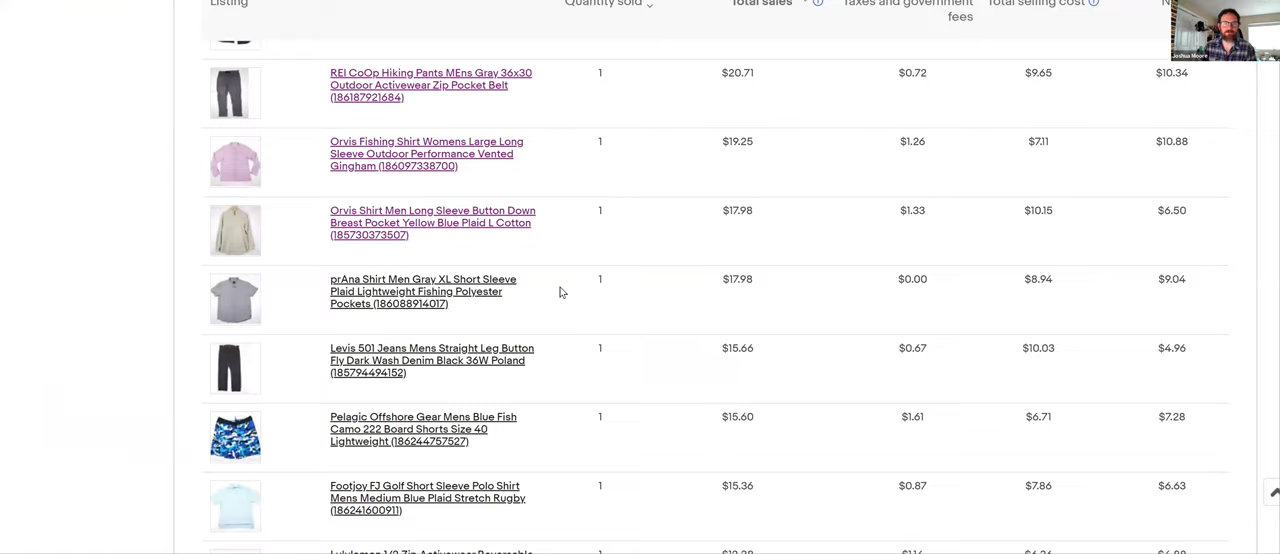 Listing
Quantity sold
Total sales
Taxes and government
fees
Total selling cost
Joshua Moore
REI CoOp Hiking Pants MEns Gray 36x30
Outdoor Activewear Zip Pocket Belt
(186187921684)
1
$20.71
$0.72
$9.65
$10.34
Orvis Fishing Shirt Womens Large Long
Sleeve Outdoor Performance Vented
Gingham (186097338700)
1
$19.25
$1.26
$7.11
$10.88
Orvis Shirt Men Long Sleeve Button Down
Breast Pocket Yellow Blue Plaid L Cotton
(185730373507)
1
$17.98
$1.33
$10.15
$6.50
prAna Shirt Men Gray XL Short Sleeve
Plaid Lightweight Fishing Polyester
Pockets (186088914017)
1
$17.98
$0.00
$8.94
$9.04
Levis 501 Jeans Mens Straight Leg Button
Fly Dark Wash Denim Black 36W Poland
(185794494152)
1
$15.66
$0.67
$10.03
$4.96
Pelagic Offshore Gear Mens Blue Fish
Camo 222 Board Shorts Size 40
Lightweight (186244757527)
1
$15.60
$1.61
$6.71
$7.28
Footjoy FJ Golf Short Sleeve Polo Shirt
Mens Medium Blue Plaid Stretch Rugby
(186241600911)
1
$15.36
$0.87
$7.86
$6.63
Lululemon 1/2 Zip Activewear Reversible